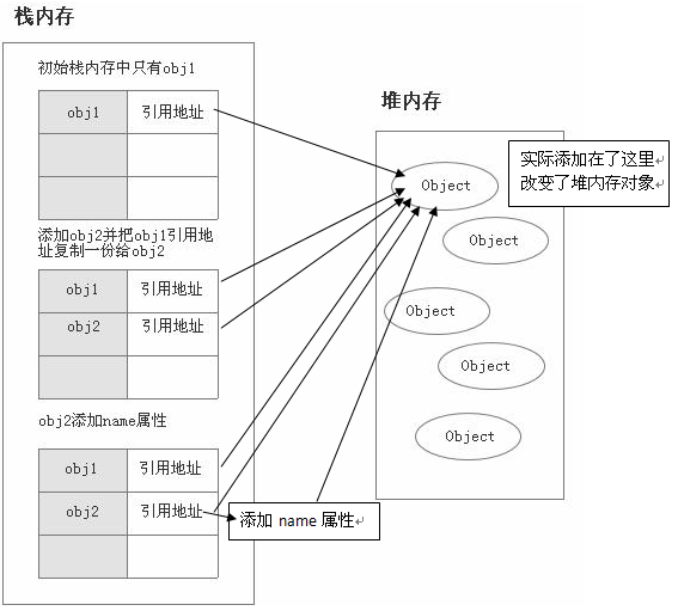 栈内存
初始栈内存中只有obj1
obj1 引用地址
添加obj2并把obj1引用地
址复制一份给obj2
obj1 引用地址
obj2 引用地址
obj2添加name属性
obj1 引用地址
obj2 引用地址
添加 name 属性↵
堆内存
实际添加在了这里↵
改变了堆内存对象↵
Object
Object
Object
Object
Object